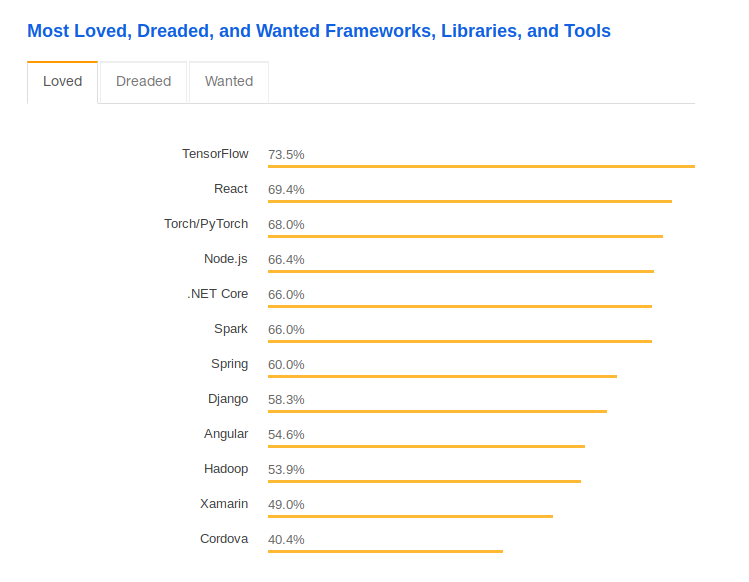 Most Loved, Dreaded, and Wanted Frameworks, Libraries, and Tools
Loved Dreaded Wanted
TensorFlow 73.5%
React 69.4%
Torch/PyTorch 68.0%
Node.js 66.4%
.NET Core 66.0%
Spark 66.0%
Spring 60.0%
Django 58.3%
Angular 54.6%
Hadoop 53.9%
Xamarin 49.0%
Cordova 40.4%